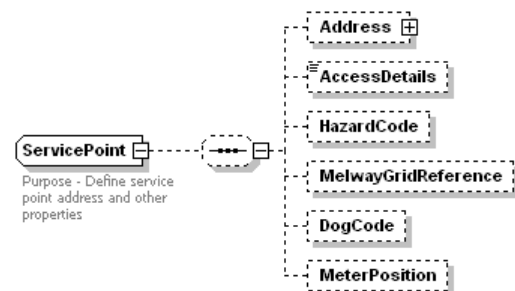 Address
AccessDetails
HazardCode
ServicePoint
Purpose - Define service
point address and other
properties
MelwayGridReference
DogCode
MeterPosition